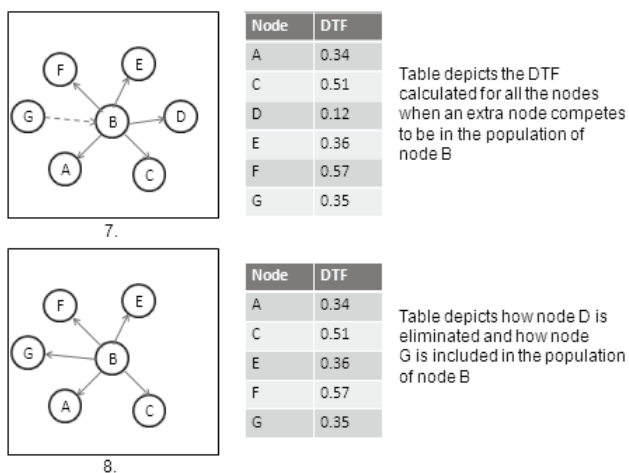 F
E
G
B
D
A
C
7.
Node DTF
A 0.34
C 0.51
D 0.12
E 0.36
F 0.57
G 0.35
Table depicts the DTF
calculated for all the nodes
when an extra node competes
to be in the population of
node B
F
E
G
B
A
C
8.
Node DTF
A 0.34
C 0.51
E 0.36
F 0.57
G 0.35
Table depicts how node D is
eliminated and how node
G is included in the population
of node B